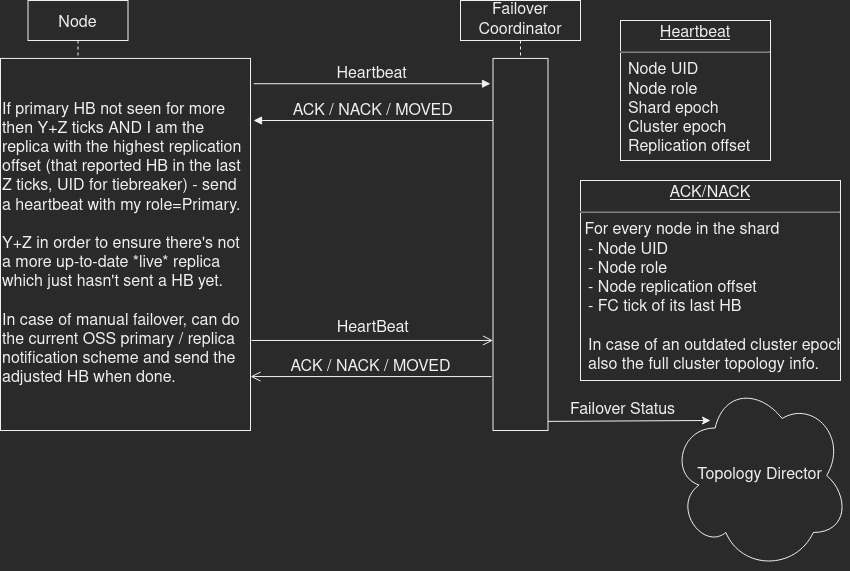 Node
Failover
Coordinator
Heartbeat
Node UID
Node role
Shard epoch
Cluster epoch
Replication offset
Heartbeat
ACK / NACK / MOVED
If primary HB not seen for more
then Y+Z ticks AND I am the
replica with the highest replication
offset (that reported HB in the last
Z ticks, UID for tiebreaker) - send
a heartbeat with my role=Primary.
Y+Z in order to ensure there's not
a more up-to-date *live* replica
which just hasn't sent a HB yet.
In case of manual failover, can do
the current OSS primary / replica
notification scheme and send the
adjusted HB when done.
ACK/NACK
For every node in the shard
- Node UID
- Node role
- Node replication offset
- FC tick of its last HB
In case of an outdated cluster epoch
also the full cluster topology info.
HeartBeat
ACK / NACK / MOVED
Failover Status
Topology Director